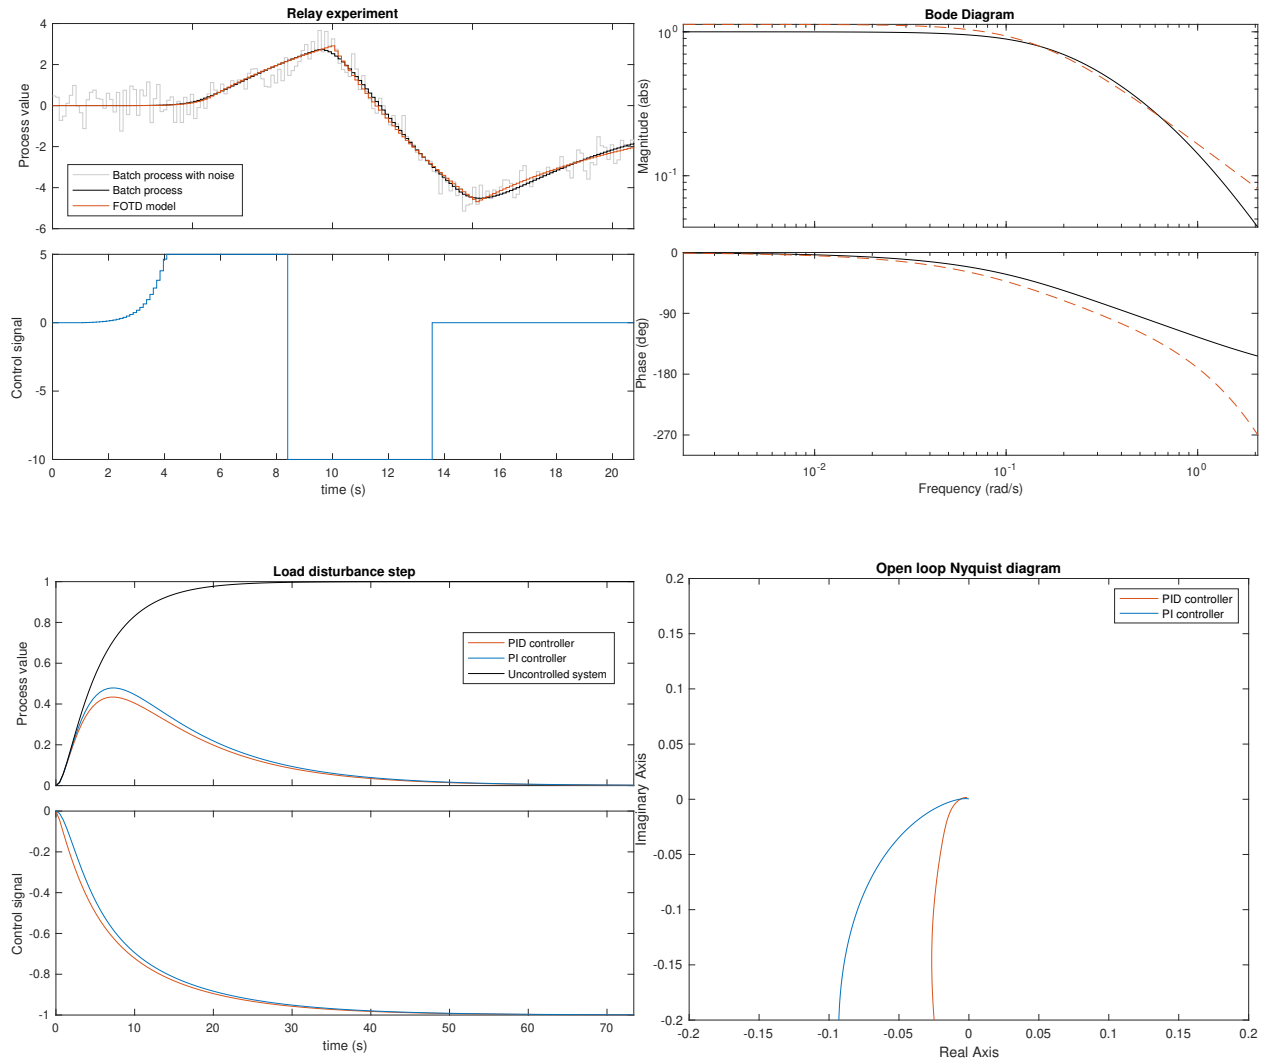 Relay experiment
4
2
0
-2
-4
-6
Process value
Batch process with noise
Batch process
FOTD model
5
0
-5
-10
Control signal
0 2 4 6 8 10 12 14 16 18 20
time (s)
Bode Diagram
10^0
10^-1
Magnitude (abs)
0
-90
-180
-270
Phase (deg)
10^-2 10^-1 10^0
Frequency (rad/s)
Load disturbance step
1
0.8
0.6
0.4
0.2
0
Process value
PID controller
PI controller
Uncontrolled system
0
-0.2
-0.4
-0.6
-0.8
-1
Control signal
0 10 20 30 40 50 60 70
time (s)
Open loop Nyquist diagram
0.2
0.15
0.1
0.05
0
-0.05
-0.1
-0.15
-0.2
Imaginary Axis
PID controller
PI controller
-0.2 -0.15 -0.1 -0.05 0 0.05 0.1 0.15 0.2
Real Axis